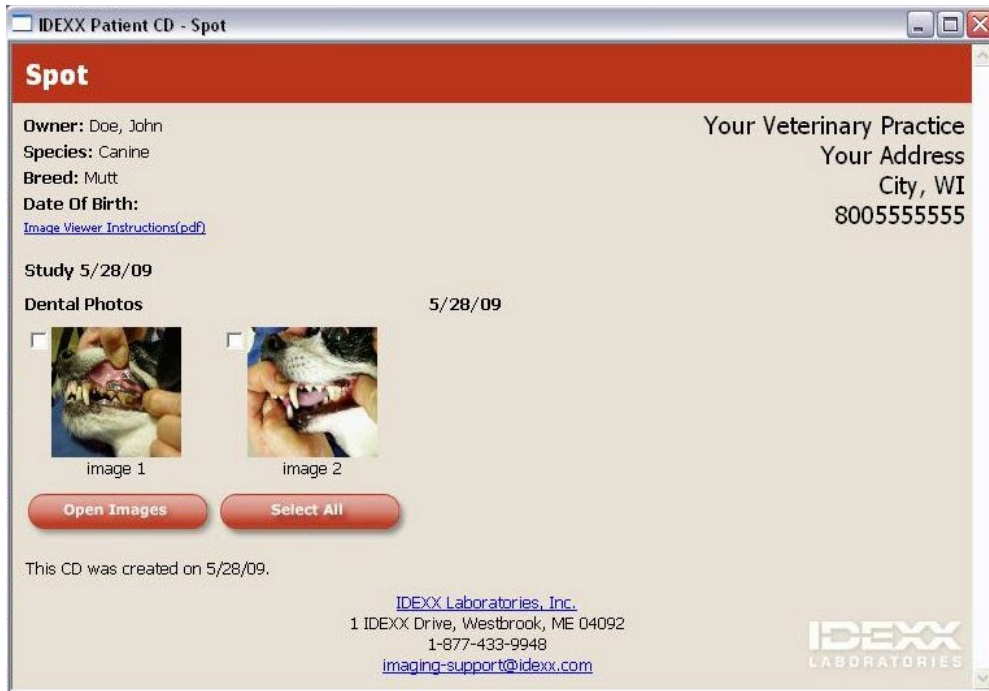 IDEXX Patient CD - Spot
Spot
Owner: Doe, John
Species: Canine
Breed: Mutt
Date Of Birth:
Image Viewer Instructions(pdf)
Your Veterinary Practice
Your Address
City, WI
8005555555
Study 5/28/09
Dental Photos 5/28/09
image 1 image 2
Open Images Select All
This CD was created on 5/28/09.
IDEXX Laboratories, Inc.
1 IDEXX Drive, Westbrook, ME 04092
1-877-433-9948
imaging-support@idexx.com
IDEXX
LABORATORIES